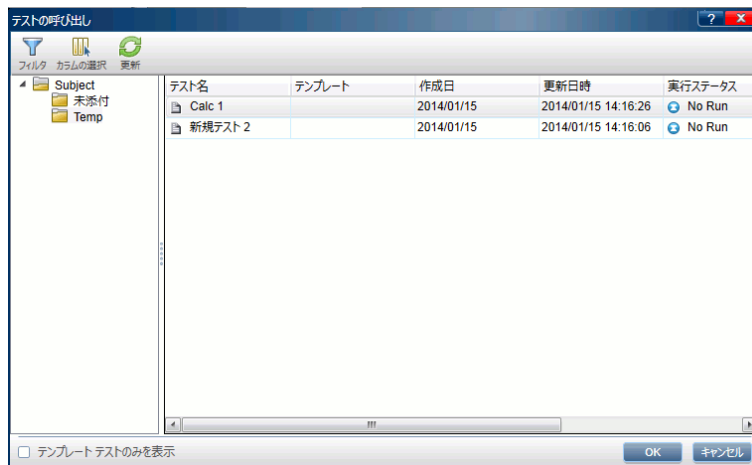 テストの呼び出し
フィルタ カラムの選択 更新
Subject
未添付
Temp
テスト名 テンプレート 作成日 更新日時 実行ステータス
Calc 1 2014/01/15 2014/01/15 14:16:26 No Run
新規テスト 2 2014/01/15 2014/01/15 14:16:06 No Run
テンプレート テストのみを表示
OK キャンセル